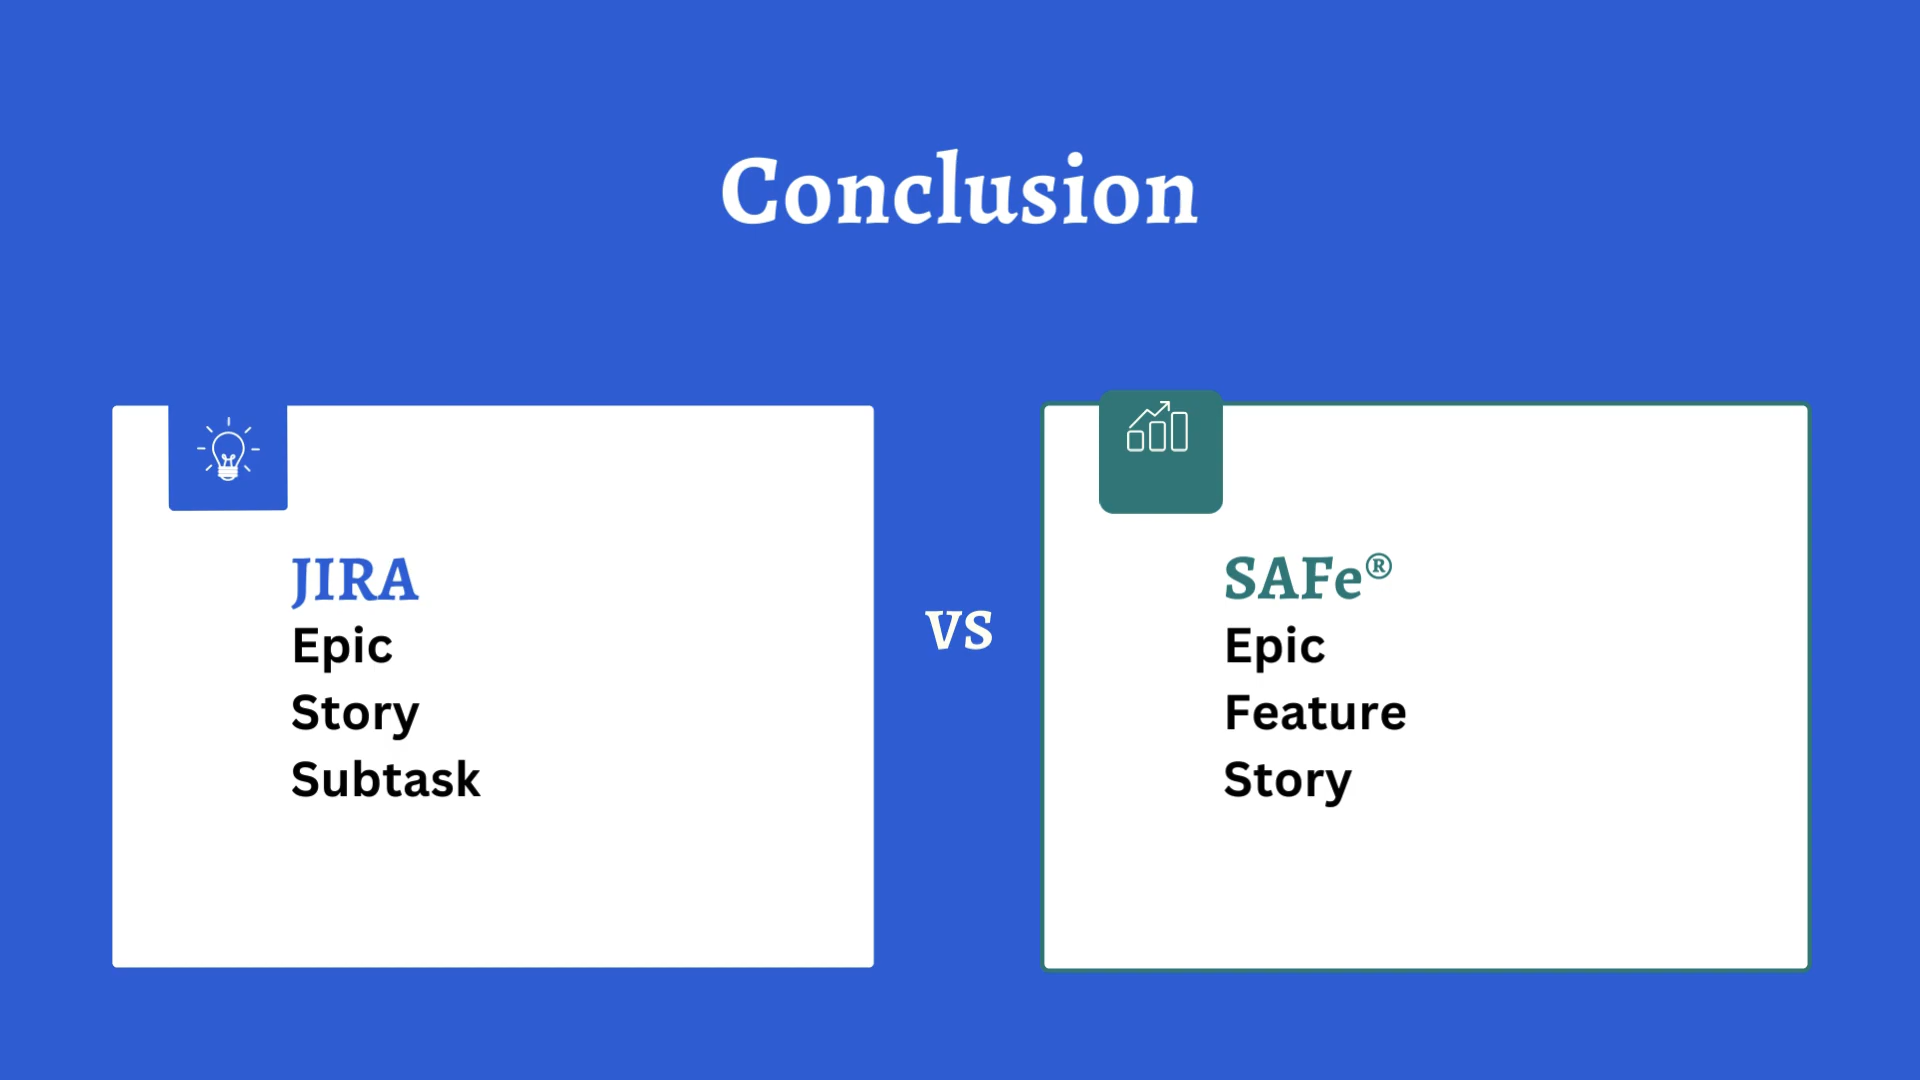 Conclusion
JIRA
Epic
Story
Subtask
VS
SAFe®
Epic
Feature
Story